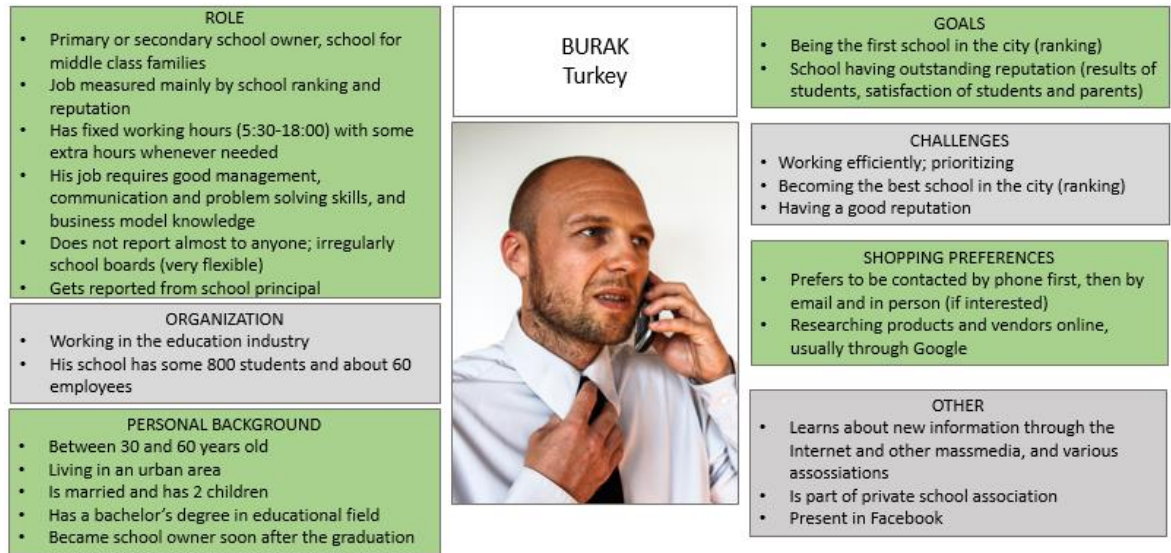 ROLE
• Primary or secondary school owner, school for
middle class families
• Job measured mainly by school ranking and
reputation
• Has fixed working hours (5:30-18:00) with some
extra hours whenever needed
• His job requires good management,
communication and problem solving skills, and
business model knowledge
• Does not report almost to anyone; irregularly
school boards (very flexible)
• Gets reported from school principal
ORGANIZATION
• Working in the education industry
• His school has some 800 students and about 60
employees
PERSONAL BACKGROUND
• Between 30 and 60 years old
• Living in an urban area
• Is married and has 2 children
• Has a bachelor's degree in educational field
• Became school owner soon after the graduation
BURAK
Turkey
GOALS
• Being the first school in the city (ranking)
• School having outstanding reputation (results of
students, satisfaction of students and parents)
CHALLENGES
• Working efficiently; prioritizing
• Becoming the best school in the city (ranking)
• Having a good reputation
SHOPPING PREFERENCES
• Prefers to be contacted by phone first, then by
email and in person (if interested)
• Researching products and vendors online,
usually through Google
OTHER
• Learns about new information through the
Internet and other massmedia, and various
assossiations
• Is part of private school association
• Present in Facebook